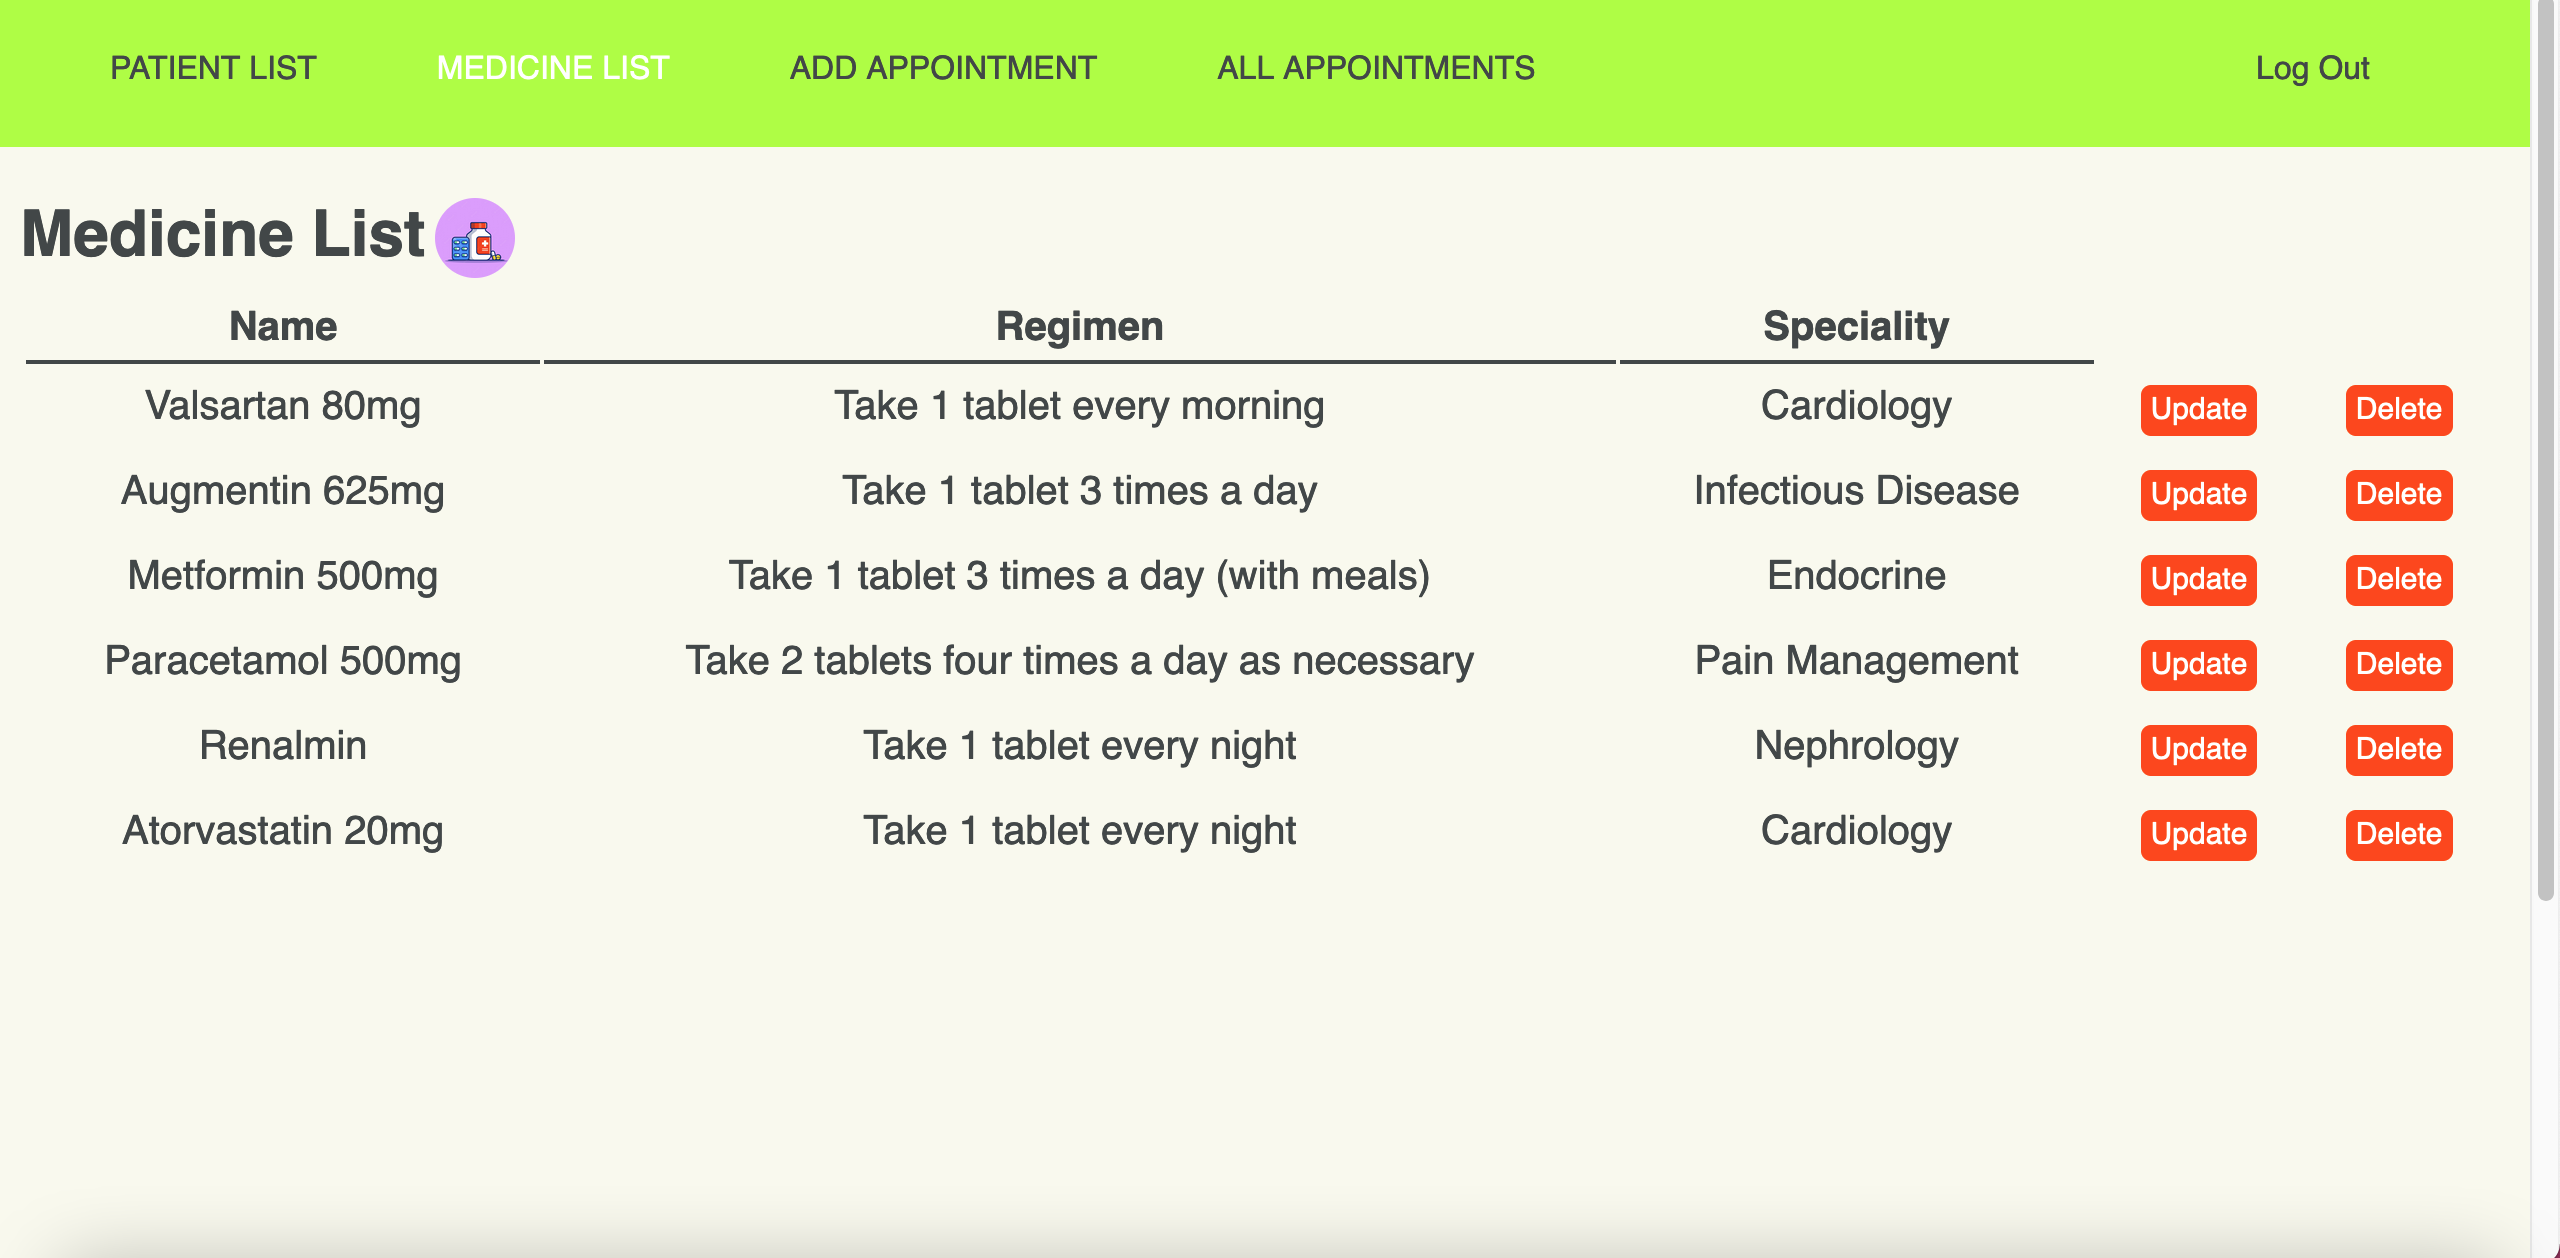 PATIENT LIST MEDICINE LIST ADD APPOINTMENT ALL APPOINTMENTS Log Out
Medicine List
Name Regimen Speciality
Valsartan 80mg Take 1 tablet every morning Cardiology Update Delete
Augmentin 625mg Take 1 tablet 3 times a day Infectious Disease Update Delete
Metformin 500mg Take 1 tablet 3 times a day (with meals) Endocrine Update Delete
Paracetamol 500mg Take 2 tablets four times a day as necessary Pain Management Update Delete
Renalmin Take 1 tablet every night Nephrology Update Delete
Atorvastatin 20mg Take 1 tablet every night Cardiology Update Delete